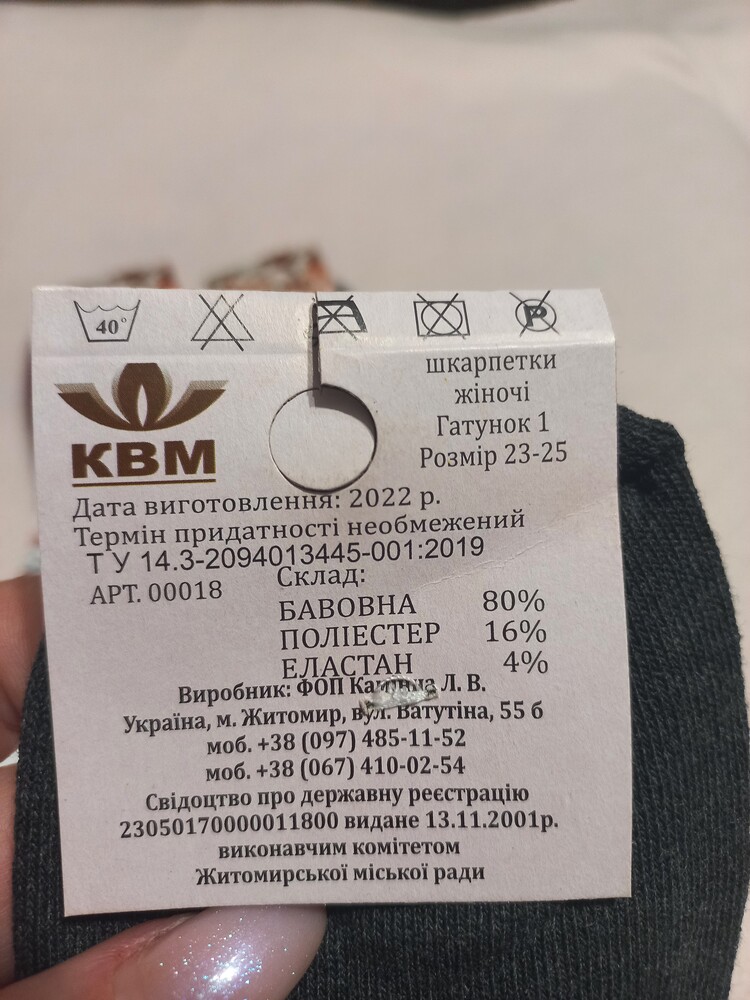 40°
P
КВМ
шкарпетки
жіночі
Гатунок 1
Розмір 23-25
Дата виготовлення: 2022 р.
Термін придатності необмежений
Т У 14.3-2094013445-001:2019
АРТ. 00018
Склад:
БАВОВНА 80%
ПОЛІЕСТЕР 16%
ЕЛАСТАН 4%
Виробник: ФОП Л. В.
Україна, м. Житомир, вул. Ватутіна, 55 б
моб. +38 (097) 485-11-52
моб. +38 (067) 410-02-54
Свідоцтво про державну реєстрацію
23050170000011800 видане 13.11.2001р.
виконавчим комітетом
Житомирської міської ради